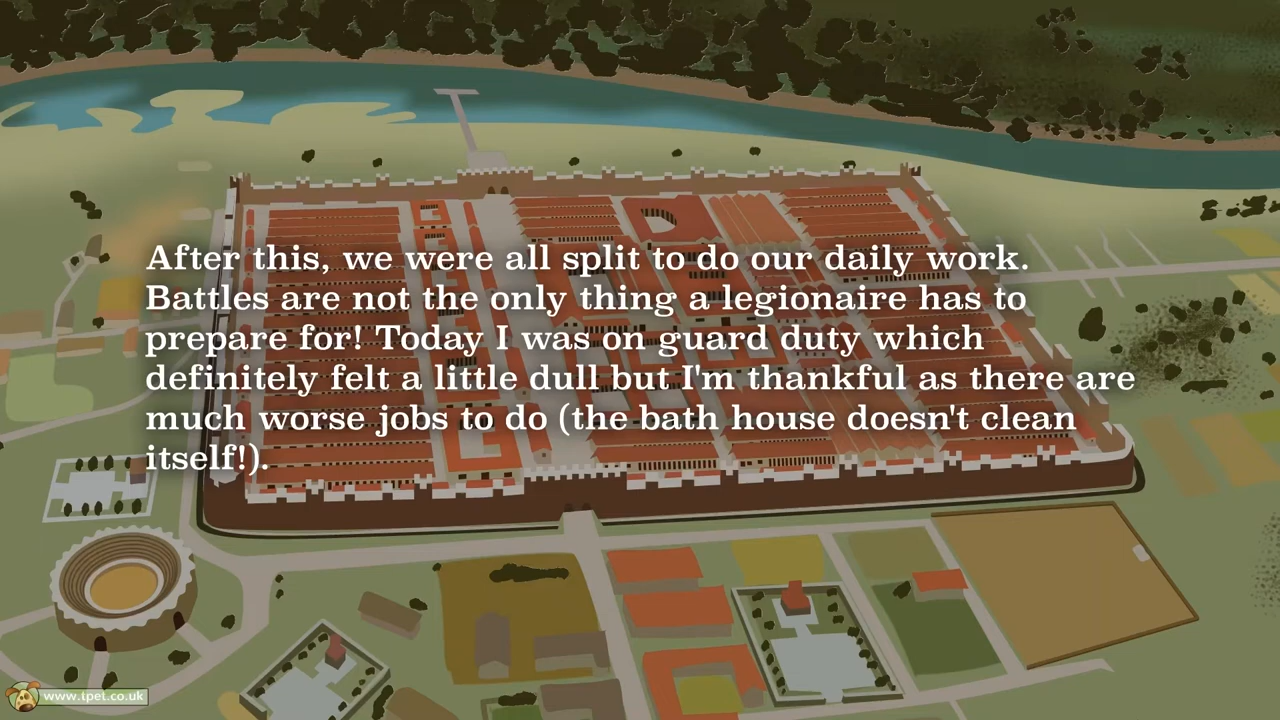 After this, we were all split to do our daily work.
Battles are not the only thing a legionaire has to
prepare for! Today I was on guard duty which
definitely felt a little dull but I'm thankful as there are
much worse jobs to do (the bath house doesn't clean
itself!).
www.tpet.co.uk